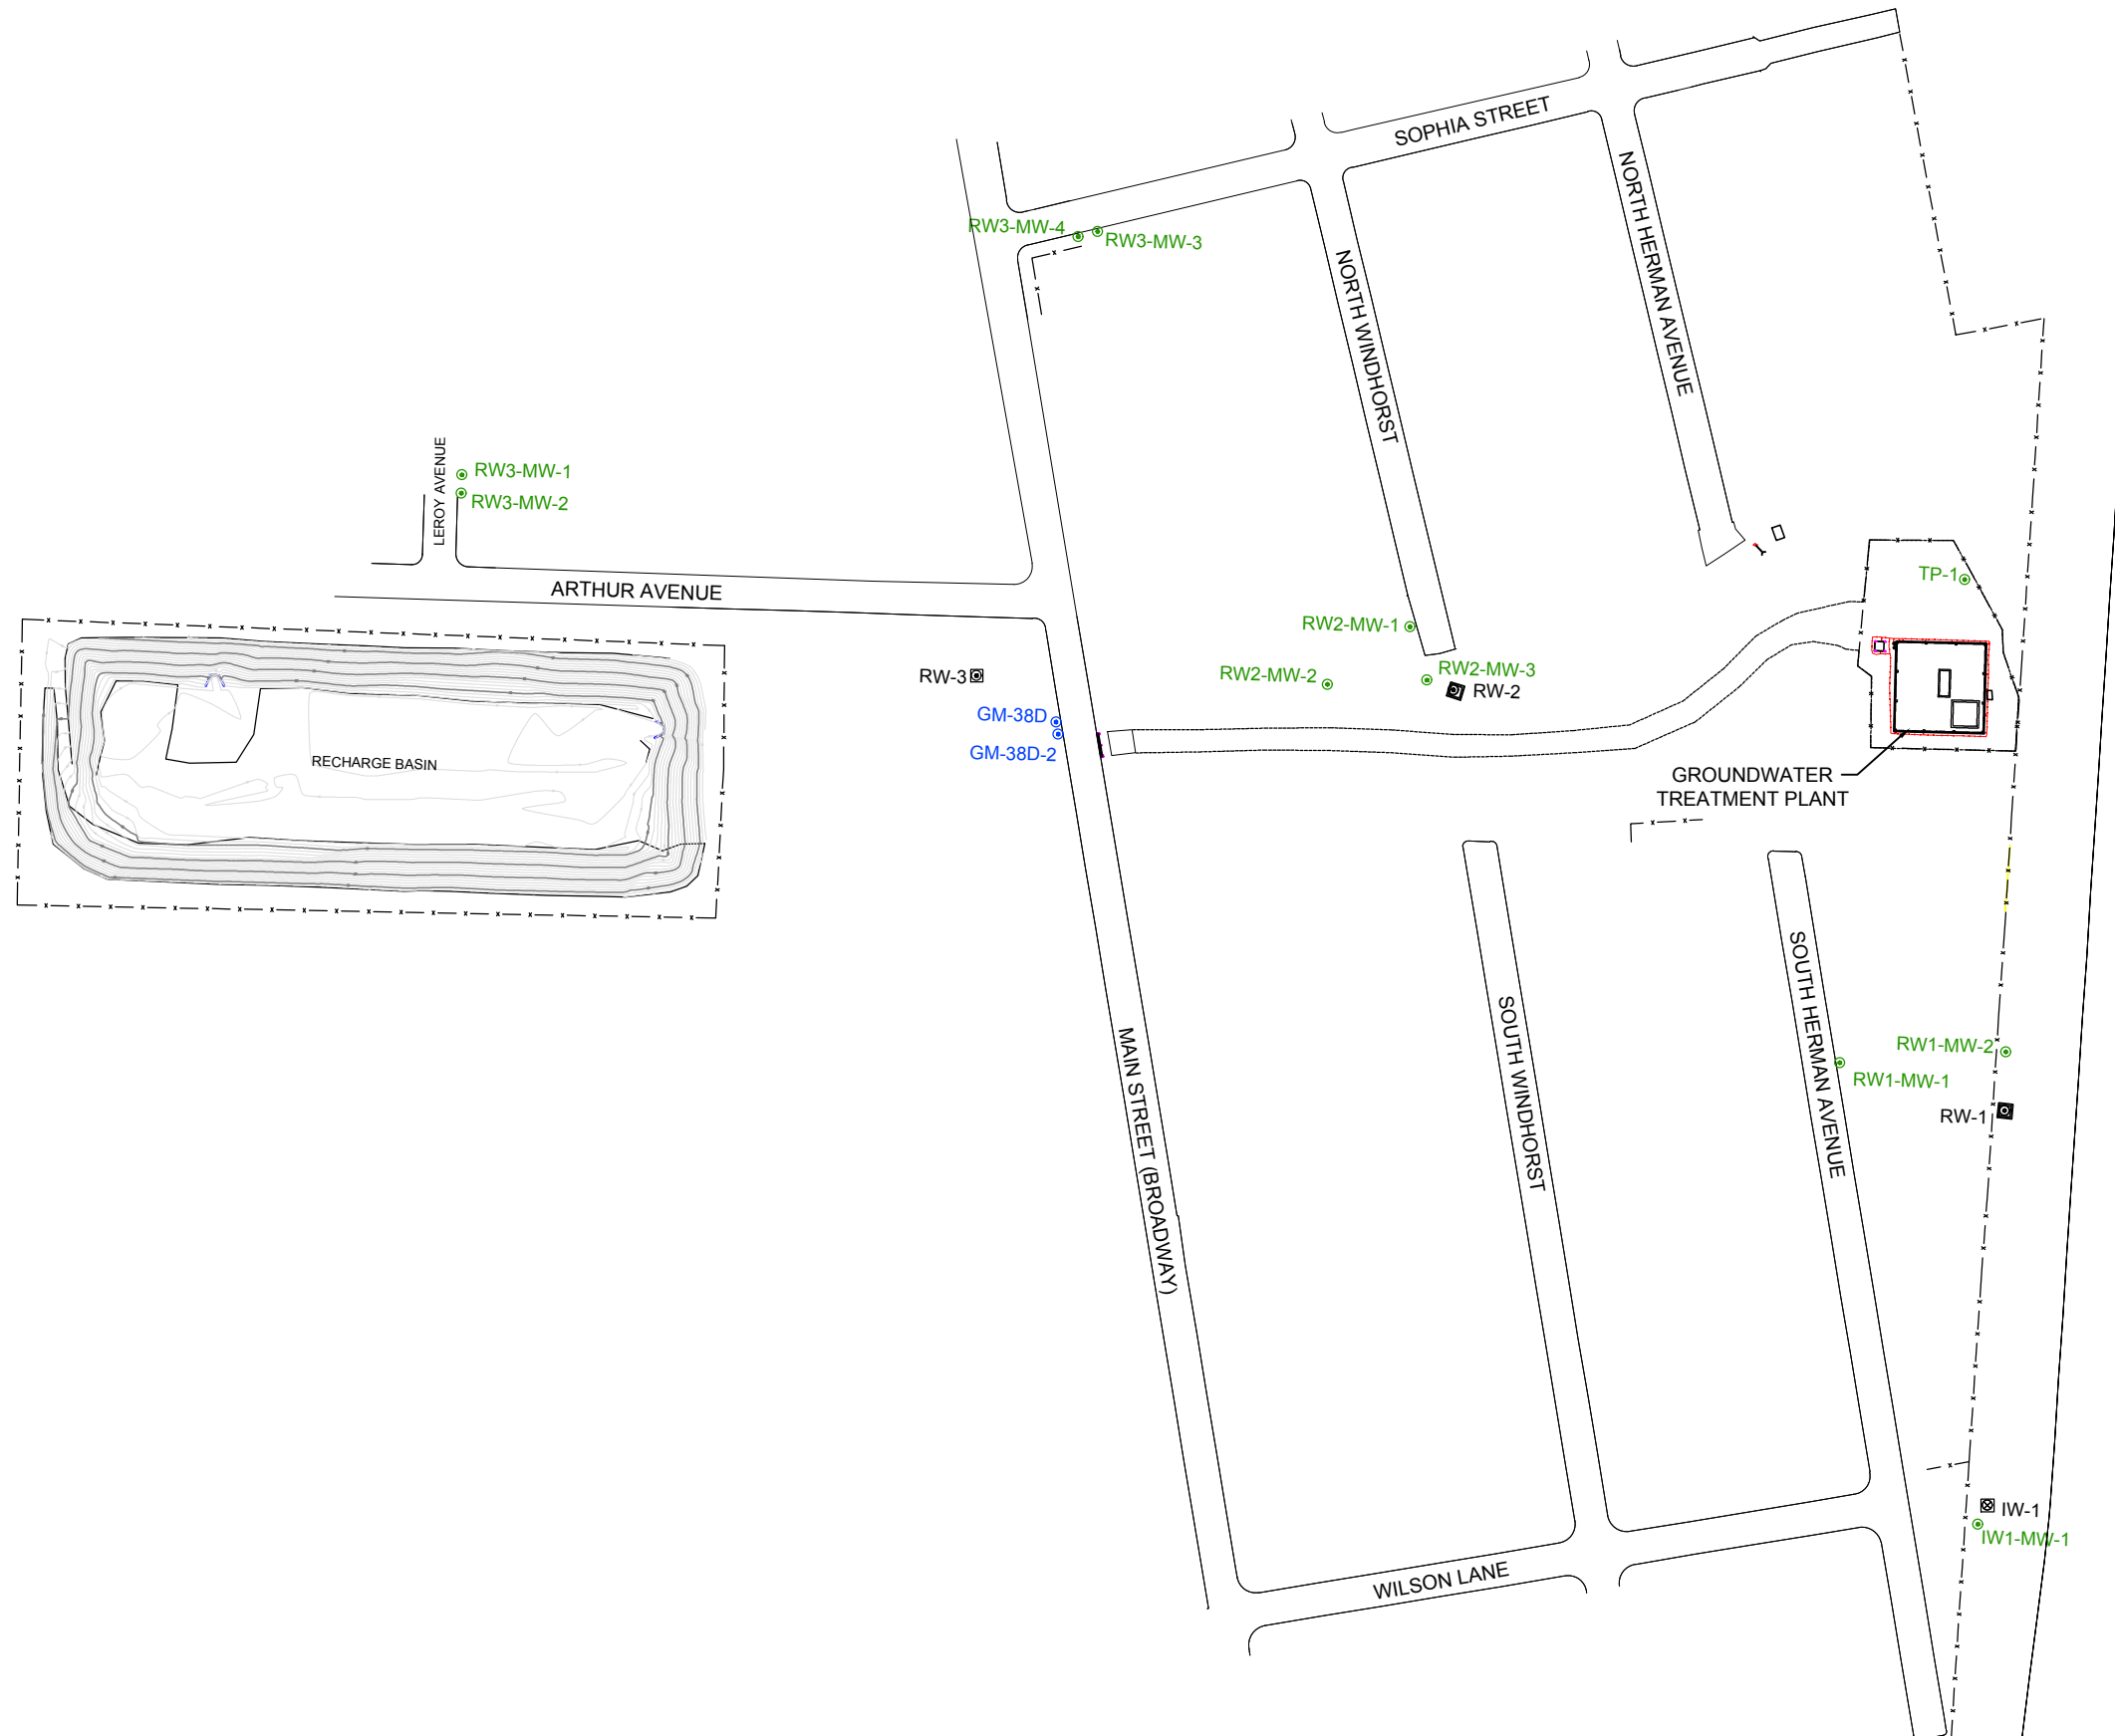 SOPHIA STREET
NORTH HERMAN AVENUE
RW3-MW-4
RW3-MW-3
NORTH WINDHORST
LEROY AVENUE
RW3-MW-1
RW3-MW-2
ARTHUR AVENUE
TP-1
RW2-MW-1
RW-3
RW2-MW-2
RW2-MW-3
RW-2
GM-38D
GM-38D-2
RECHARGE BASIN
GROUNDWATER
TREATMENT PLANT
SOUTH HERMAN AVENUE
SOUTH WINDHORST
MAIN STREET (BROADWAY)
RW1-MW-2
RW1-MW-1
RW-1
IW-1
IW1-MW-1
WILSON LANE